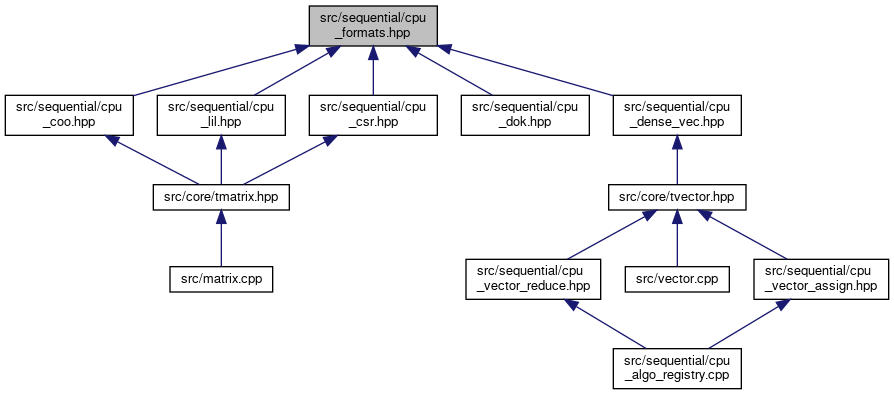 src/sequential/cpu
_formats.hpp
src/sequential/cpu
_coo.hpp
src/sequential/cpu
_lil.hpp
src/sequential/cpu
_csr.hpp
src/sequential/cpu
_dok.hpp
src/sequential/cpu
_dense_vec.hpp
src/core/tmatrix.hpp
src/core/tvector.hpp
src/matrix.cpp
src/sequential/cpu
_vector_reduce.hpp
src/vector.cpp
src/sequential/cpu
_vector_assign.hpp
src/sequential/cpu
_algo_registry.cpp